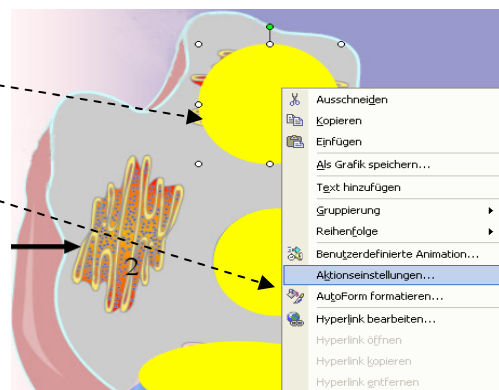 Ausschneiden
Kopieren
Einfügen
Als Grafik speichern...
Text hinzufügen
Gruppierung
Reihenfolge
Benutzerdefinierte Animation...
Aktionseinstellungen...
AutoForm formatieren...
Hyperlink bearbeiten...
Hyperlink öffnen
Hyperlink kopieren
Hyperlink entfernen
2